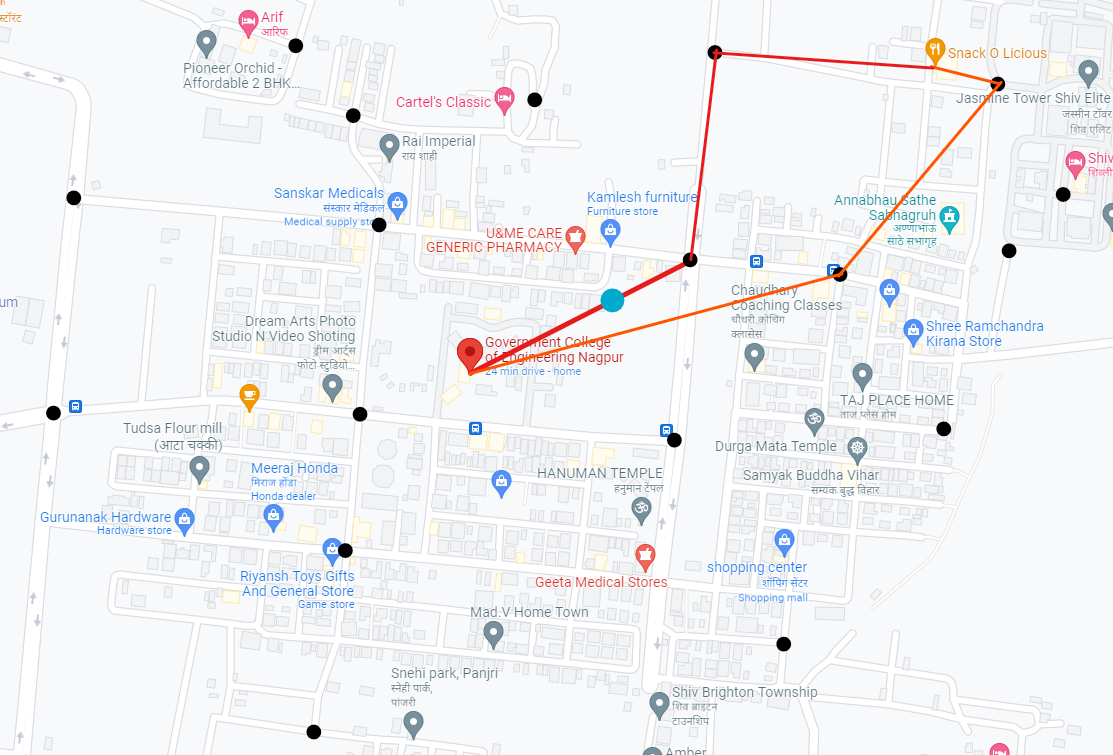 Arif
आरिफ
Pioneer Orchid -
Affordable 2 BHK...
Cartel's Classic
Snack O Licious
Jasmine Tower Shiv Elite
जस्मीन टॉवर
Rai Imperial
राय शाही
Shiv
Sanskar Medicals
संस्कार मेडिकल
Medical supply store
Kamlesh furniture
Furniture store
Annabhau Sathe
Sabhagruh
अण्णाभाऊ
साठे सभागृह
U&ME CARE
GENERIC PHARMACY
Chaudhary
Coaching Classes
चौधरी कोचिंग
क्लासेस
um
Dream Arts Photo
Studio N Video Shoting
ड्रीम आर्ट्स
फोटो स्टुडियो...
Shree Ramchandra
Kirana Store
Government College
of Engineering Nagpur
24 min drive - home
TAJ PLACE HOME
ताज प्लेस होम
Tudsa Flour mill
(आटा चक्की)
Durga Mata Temple
Meeraj Honda
मिराज होंडा
Honda dealer
HANUMAN TEMPLE
हनुमान टेंपल
Samyak Buddha Vihar
सम्यक बुद्ध विहार
Gurunanak Hardware
Hardware store
shopping center
शॉपिंग सेंटर
Shopping mall
Riyansh Toys Gifts
And General Store
Game store
Geeta Medical Stores
Mad.V Home Town
Snehi park, Panjri
स्नेही पार्क,
पांजरी
Shiv Brighton Township
शिव ब्राइटन
टाउनशिप
Amber